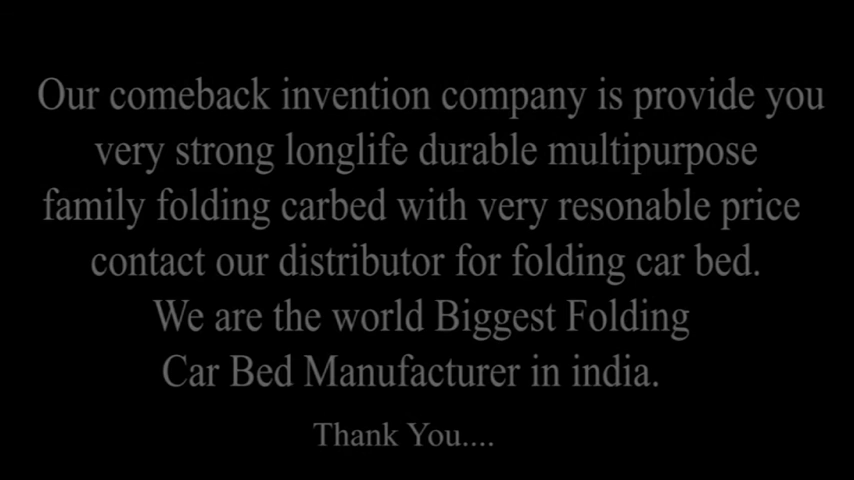 Our comeback invention company is provide you
very strong longlife durable multipurpose
family folding carbed with very resonable price
contact our distributor for folding car bed.
We are the world Biggest Folding
Car Bed Manufacturer in india.
Thank You....